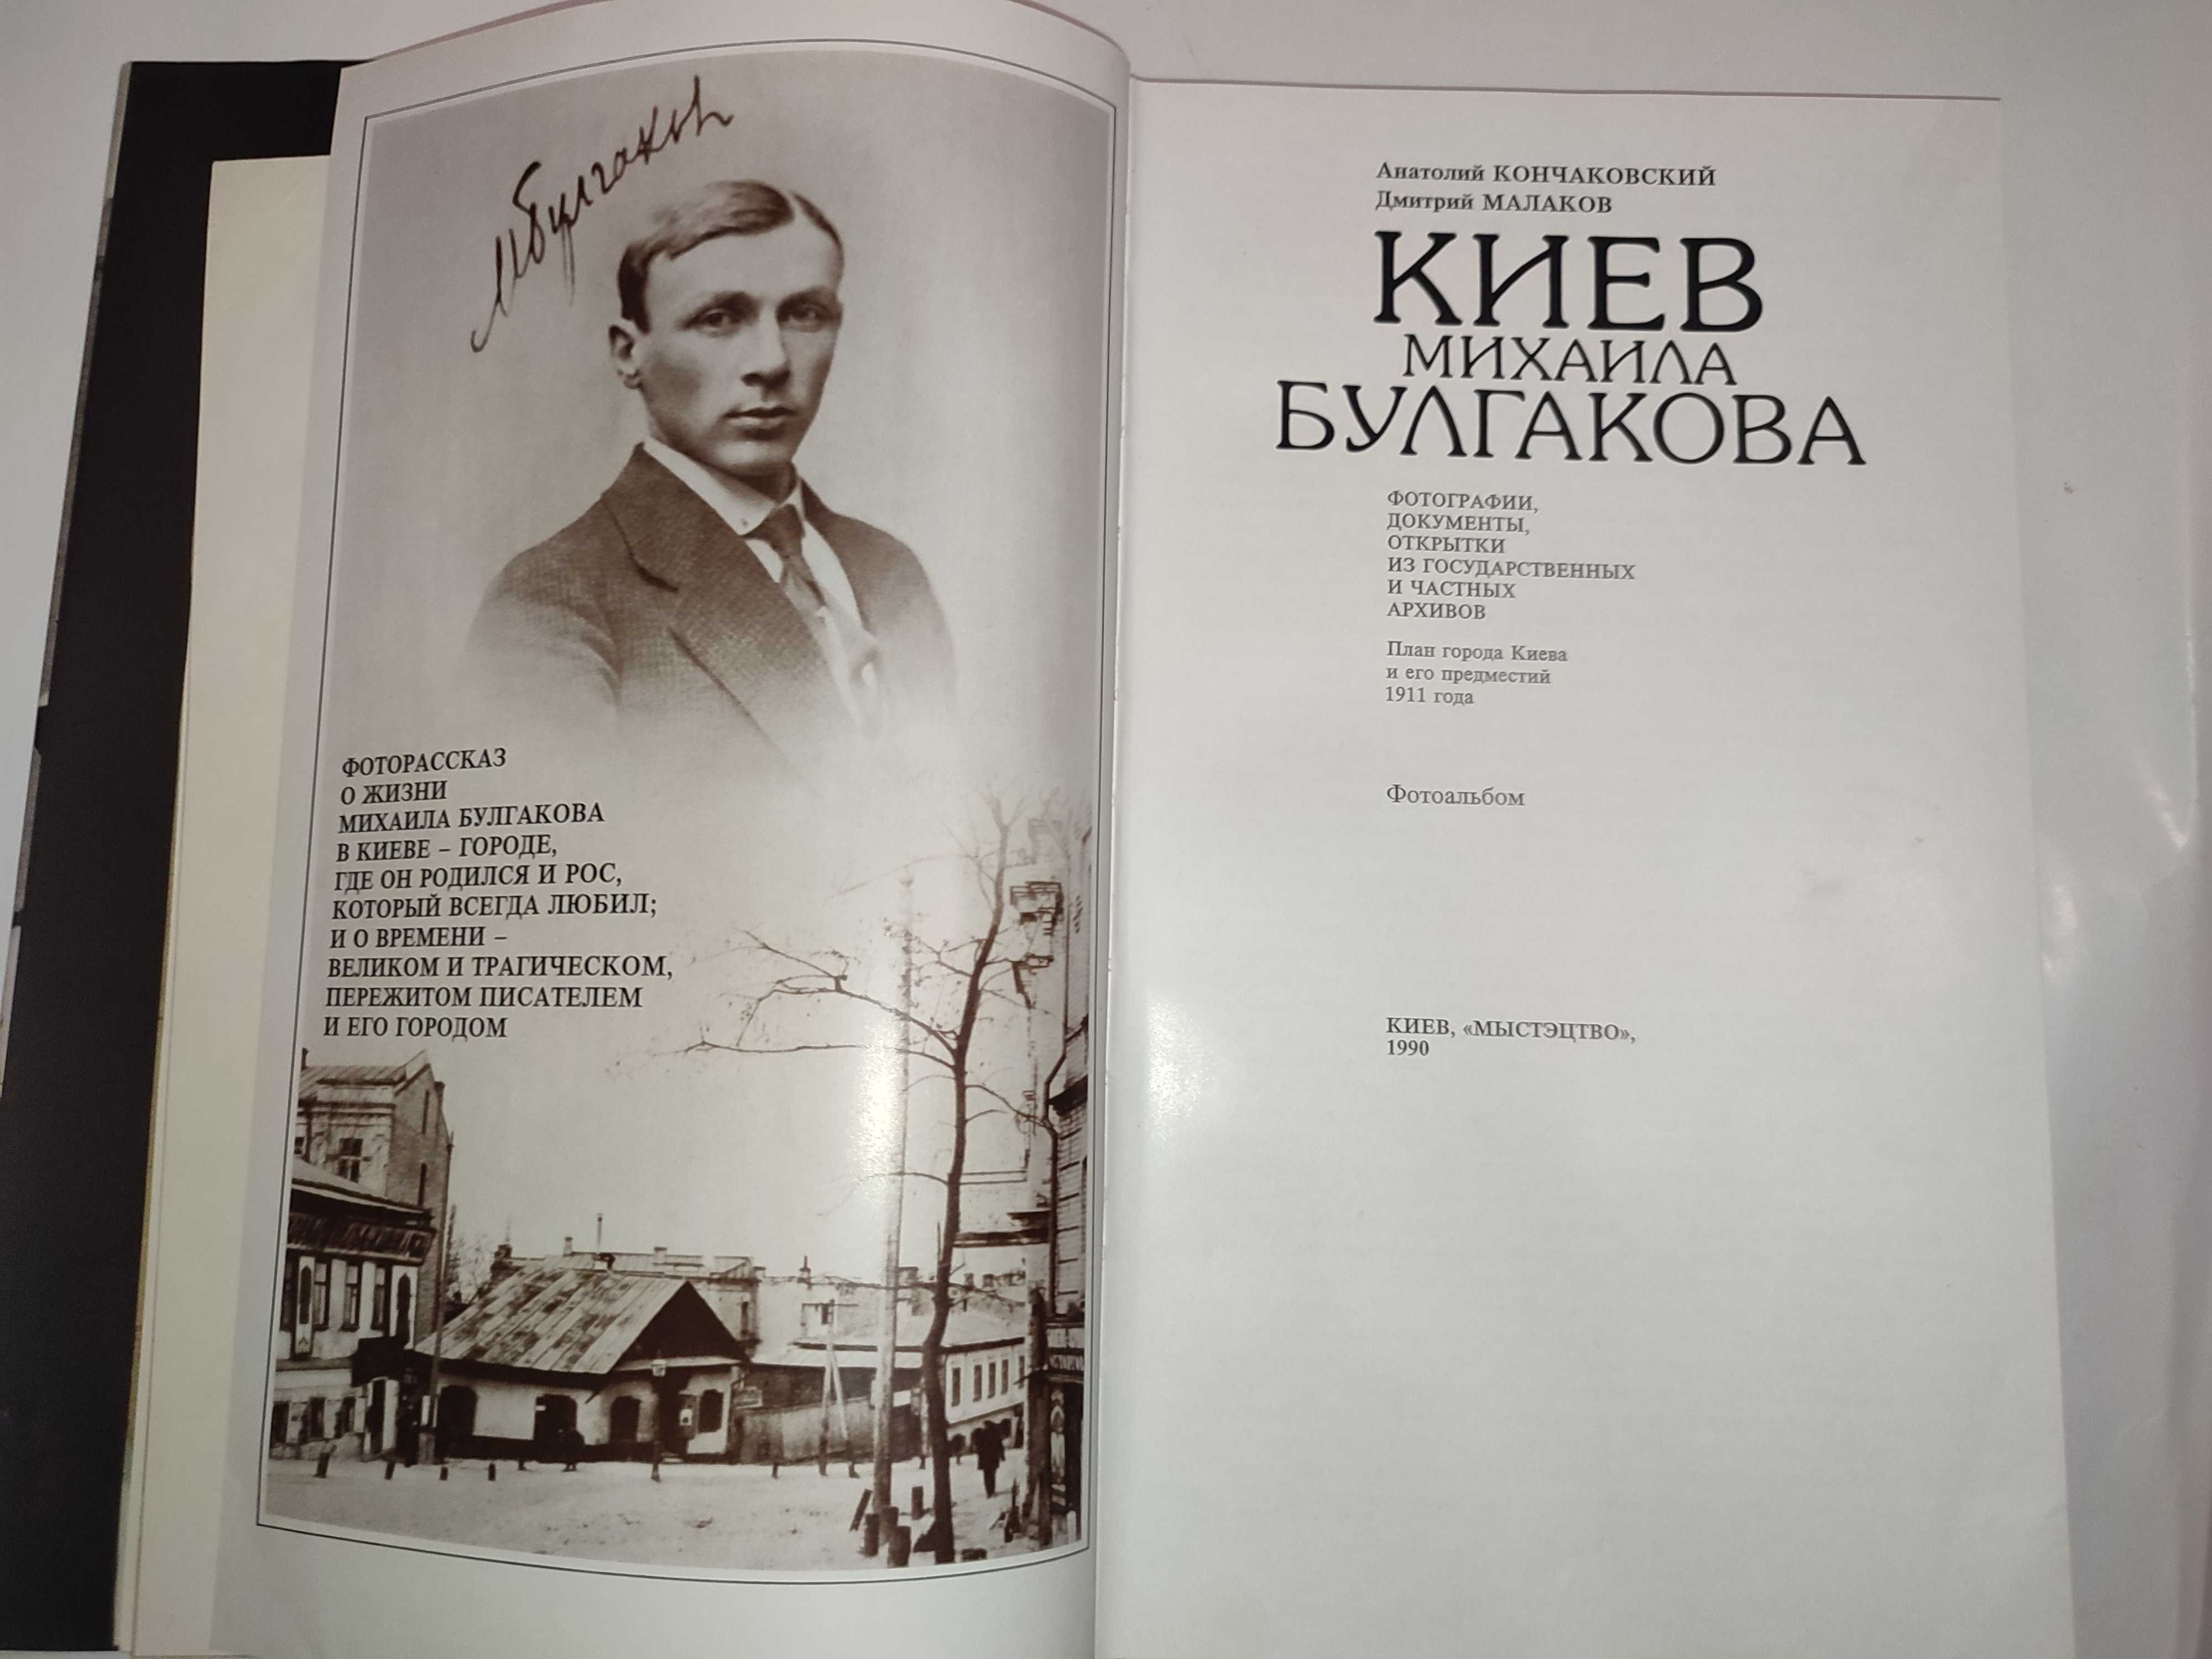 МБулгаков
ФОТОРАССКАЗ
О ЖИЗНИ
МИХАИЛА БУЛГАКОВА
В КИЕВЕ – ГОРОДЕ,
ГДЕ ОН РОДИЛСЯ И РОС,
КОТОРЫЙ ВСЕГДА ЛЮБИЛ;
И О ВРЕМЕНИ –
ВЕЛИКОМ И ТРАГИЧЕСКОМ,
ПЕРЕЖИТОМ ПИСАТЕЛЕМ
И ЕГО ГОРОДОМ
Анатолий КОНЧАКОВСКИЙ
Дмитрий МАЛАКОВ
КИЕВ
МИХАИЛА
БУЛГАКОВА
ФОТОГРАФИИ,
ДОКУМЕНТЫ,
ОТКРЫТКИ
ИЗ ГОСУДАРСТВЕННЫХ
И ЧАСТНЫХ
АРХИВОВ
План города Киева
и его предместий
1911 года
Фотоальбом
КИЕВ, «МЫСТЭЦТВО»,
1990